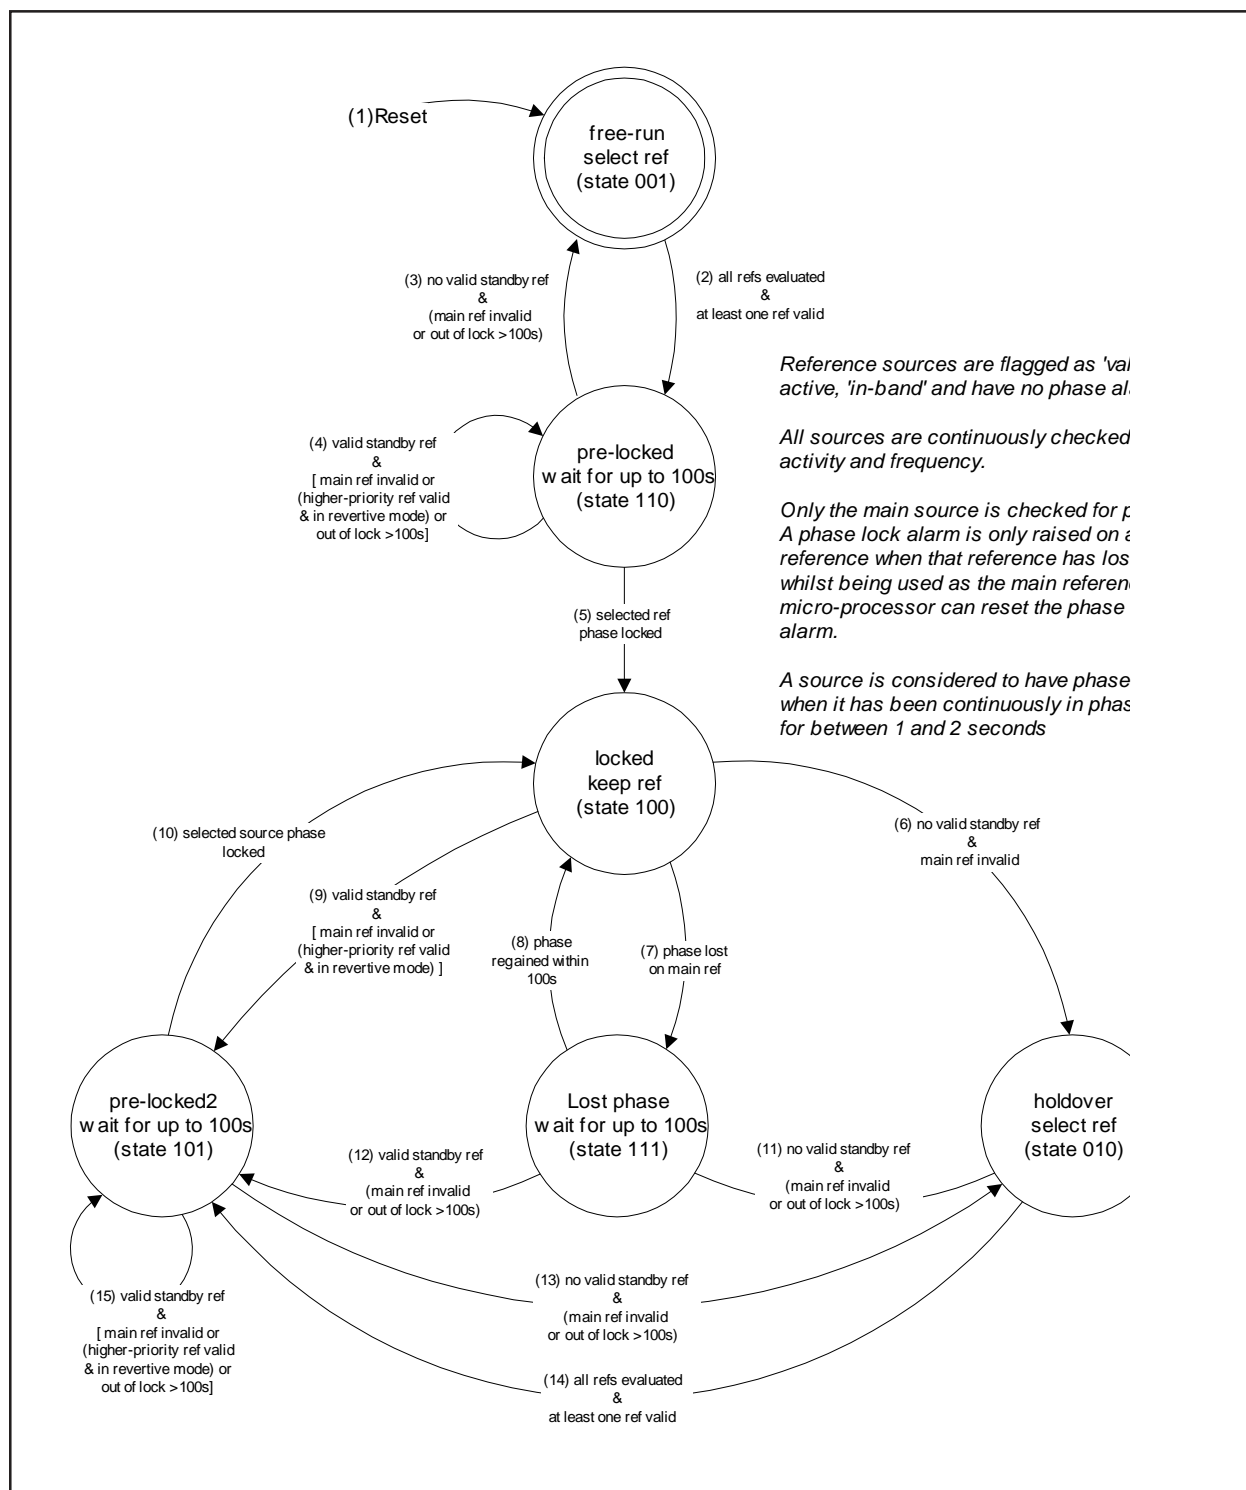 (1)Reset
free-run
select ref
(state 001)
(3) no valid standby ref
&
(main ref invalid
or out of lock >100s)
(2) all refs evaluated
&
at least one ref valid
Reference sources are flagged as
active, 'in-band' and have no phase
All sources are continuously checked
activity and frequency.
Only the main source is checked for
A phase lock alarm is only raised on
reference when that reference has
whilst being used as the main
micro-processor can reset the phase
alarm.
A source is considered to have phase
when it has been continuously in
for between 1 and 2 seconds
(4) valid standby ref
&
[ main ref invalid or
(higher-priority ref valid
& in revertive mode) or
out of lock >100s]
pre-locked
wait for up to 100s
(state 110)
(5) selected ref
phase locked
locked
keep ref
(state 100)
(10) selected source phase
locked
(6) no valid standby ref
&
main ref invalid
(9) valid standby ref
&
[ main ref invalid or
(higher-priority ref valid
& in revertive mode) ]
(8) phase
regained within
100s
(7) phase lost
on main ref
pre-locked2
wait for up to 100s
(state 101)
Lost phase
wait for up to 100s
(state 111)
holdover
select ref
(state 010)
(12) valid standby ref
&
(main ref invalid
or out of lock >100s)
(11) no valid standby ref
&
(main ref invalid
or out of lock >100s)
(13) no valid standby ref
&
(main ref invalid
or out of lock >100s)
(15) valid standby ref
&
[ main ref invalid or
(higher-priority ref valid
& in revertive mode) or
out of lock >100s]
(14) all refs evaluated
&
at least one ref valid